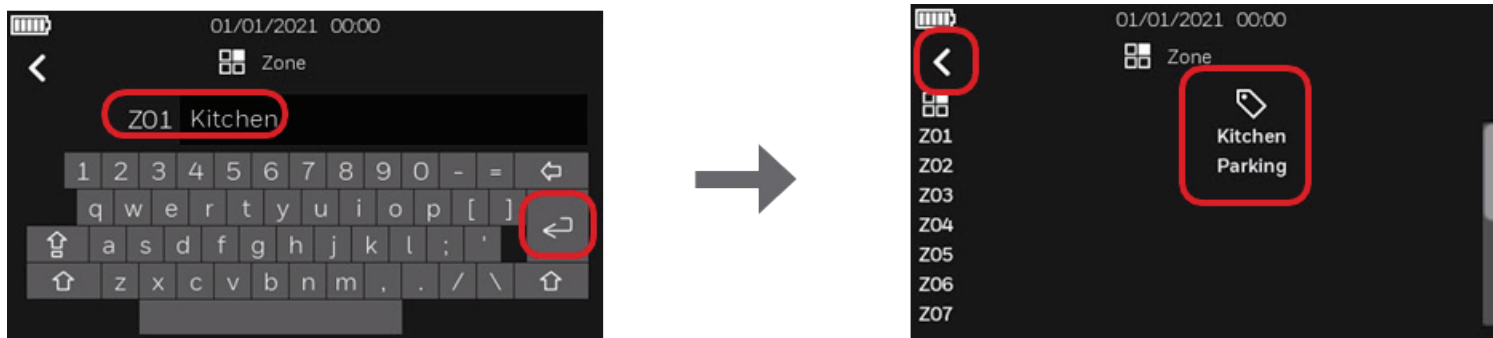 01/01/2021 00:00
Zone
Z01 Kitchen
1 2 3 4 5 6 7 8 9 0 - =
q w e r t y u i o p [ ]
a s d f g h j k l ; '
z x c v b n m , . / \
01/01/2021 00:00
Zone
Z01 Kitchen
Z02 Parking
Z03
Z04
Z05
Z06
Z07